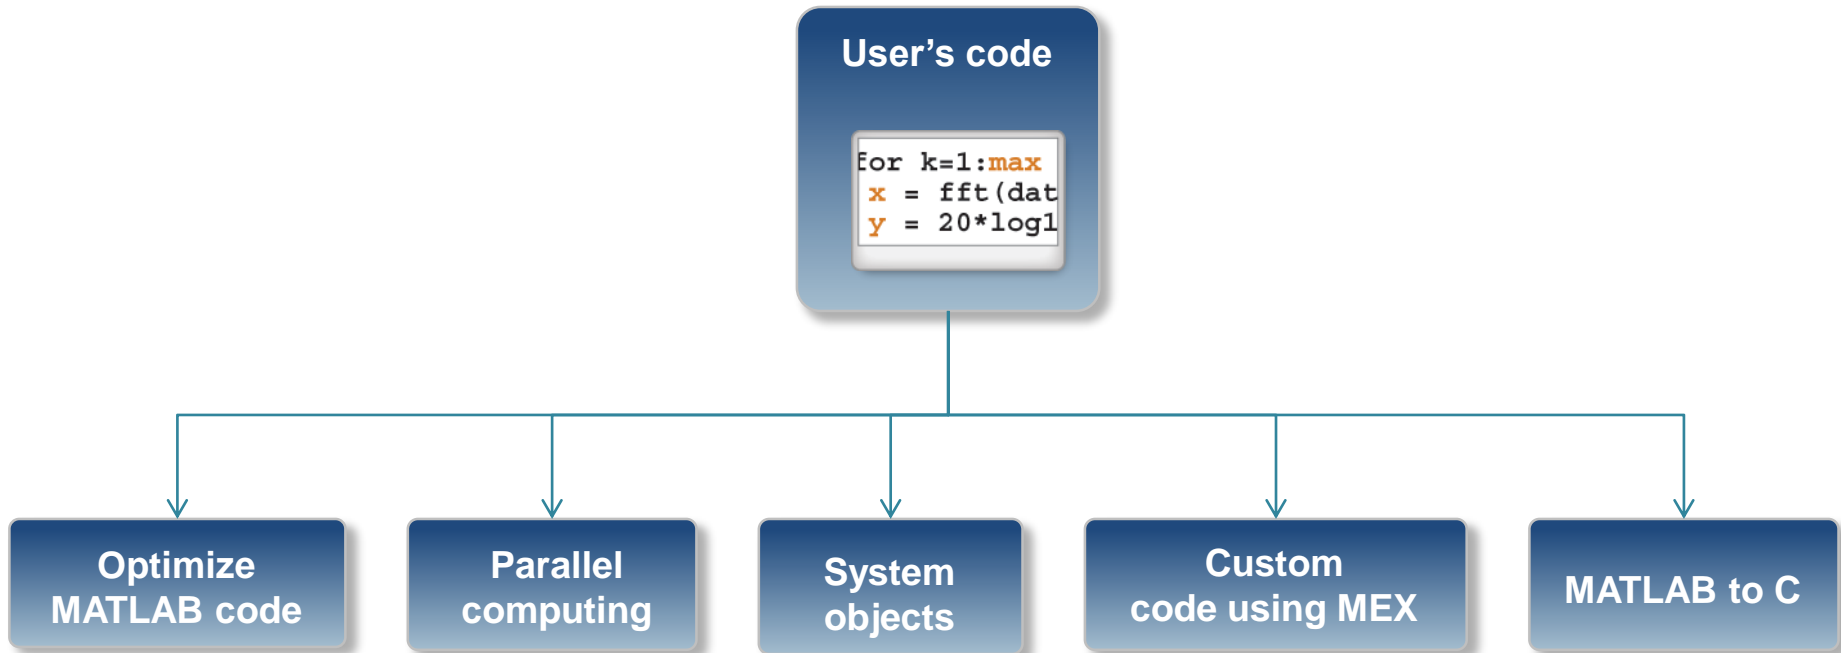 User’s code
for k=1:max
x = fft(dat
y = 20*log1
Optimize
MATLAB code
Parallel
computing
System
objects
Custom
code using MEX
MATLAB to C